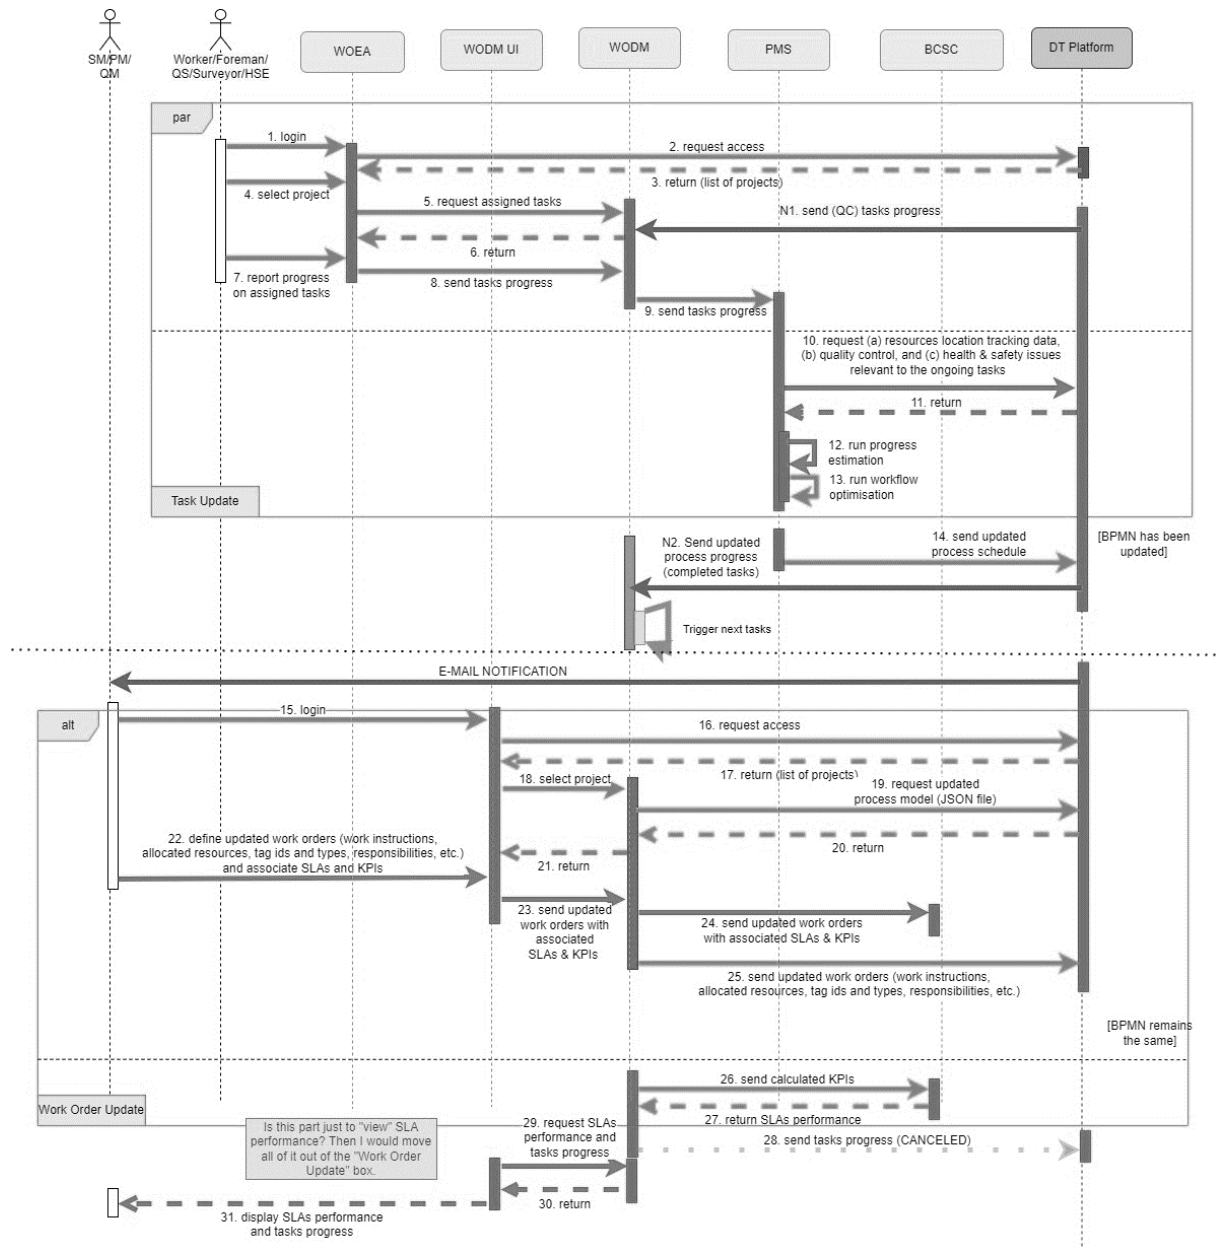 SM/PM/
QM
Worker/Foreman/
QS/Surveyor/HSE
WOEA
WODM UI
WODM
PMS
BCSC
DT Platform
par
1. login
2. request access
3. return (list of projects)
4. select project
5. request assigned tasks
N1. send (QC) tasks progress
6. return
7. report progress
on assigned tasks
8. send tasks progress
9. send tasks progress
10. request (a) resources location tracking data,
(b) quality control, and (c) health & safety issues
relevant to the ongoing tasks
11. return
12. run progress
estimation
13. run workflow
optimisation
Task Update
N2. Send updated
process progress
(completed tasks)
14. send updated
process schedule
[BPMN has been
updated]
Trigger next tasks
E-MAIL NOTIFICATION
alt
15. login
16. request access
17. return (list of projects)
18. select project
19. request updated
process model (JSON file)
20. return
21. return
22. define updated work orders (work instructions,
allocated resources, tag ids and types, responsibilities, etc.)
and associate SLAs and KPIs
23. send updated
work orders with
associated
SLAs & KPIs
24. send updated work orders
with associated SLAs & KPIs
25. send updated work orders (work instructions,
allocated resources, tag ids and types, responsibilities, etc.)
[BPMN remains
the same]
Work Order Update
26. send calculated KPIs
27. return SLAs performance
28. send tasks progress (CANCELED)
Is this part just to "view" SLA
performance? Then I would move
all of it out of the "Work Order
Update" box.
29. request SLAs
performance and
tasks progress
30. return
31. display SLAs performance
and tasks progress